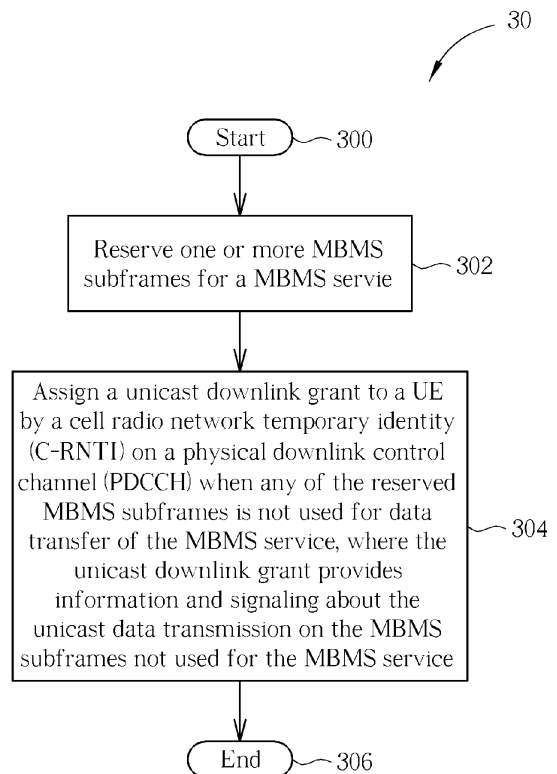 30
Start
300
Reserve one or more MBMS
subframes for a MBMS servie
302
Assign a unicast downlink grant to a UE
by a cell radio network temporary identity
(C-RNTI) on a physical downlink control
channel (PDCCH) when any of the reserved
MBMS subframes is not used for data
transfer of the MBMS service, where the
unicast downlink grant provides
information and signaling about the
unicast data transmission on the MBMS
subframes not used for the MBMS service
304
End
306